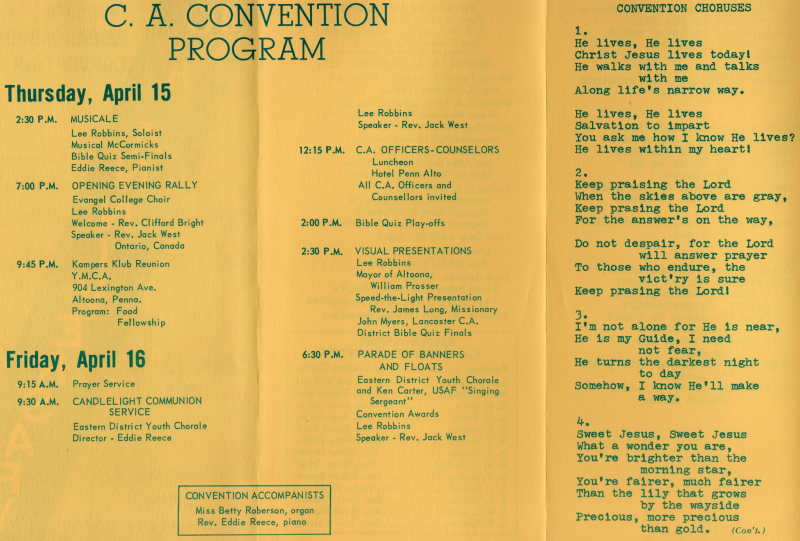 C. A. CONVENTION
PROGRAM
Thursday, April 15
2:30 P.M. MUSICALE
Lee Robbins, Soloist
Musical McCormicks
Bible Quiz Semi-Finals
Eddie Reece, Pianist
7:00 P.M. OPENING EVENING RALLY
Evangel College Choir
Lee Robbins
Welcome - Rev. Clifford Bright
Speaker - Rev. Jack West
Ontario, Canada
9:45 P.M. Kampers Klub Reunion
Y.M.C.A.
904 Lexington Ave.
Altoona, Penna.
Program: Food
Fellowship
Friday, April 16
9:15 A.M. Prayer Service
9:30 A.M. CANDLELIGHT COMMUNION
SERVICE
Eastern District Youth Chorale
Director - Eddie Reece
Lee Robbins
Speaker - Rev. Jack West
12:15 P.M. C.A. OFFICERS-COUNSELORS
Luncheon
Hotel Penn Alto
All C.A. Officers and
Counsellors invited
2:00 P.M. Bible Quiz Play-offs
2:30 P.M. VISUAL PRESENTATIONS
Lee Robbins
Mayor of Altoona,
William Prosser
Speed-the-Light Presentation
Rev. James Lung, Missionary
John Myers, Lancaster C.A.
District Bible Quiz Finals
6:30 P.M. PARADE OF BANNERS
AND FLOATS
Eastern District Youth Chorale
and Ken Carter, USAF "Singing
Sergeant"
Convention Awards
Lee Robbins
Speaker - Rev. Jack West
CONVENTION ACCOMPANISTS
Miss Betty Roberson, organ
Rev. Eddie Reece, piano
CONVENTION CHORUSES
1.
He lives, He lives
Christ Jesus lives today!
He walks with me and talks
with me
Along life's narrow way.
He lives, He lives
Salvation to impart
You ask me how I know He lives?
He lives within my heart!
2.
Keep praising the Lord
When the skies above are gray,
Keep prasing the Lord
For the answer's on the way,
Do not despair, for the Lord
will answer prayer
To those who endure, the
vict'ry is sure
Keep prasing the Lord!
3.
I'm not alone for He is near,
He is my Guide, I need
not fear,
He turns the darkest night
to day
Somehow, I know He'll make
a way.
4.
Sweet Jesus, Sweet Jesus
What a wonder you are,
You're brighter than the
morning star,
You're fairer, much fairer
Than the lily that grows
by the wayside
Precious, more precious
than gold. (Con't.)